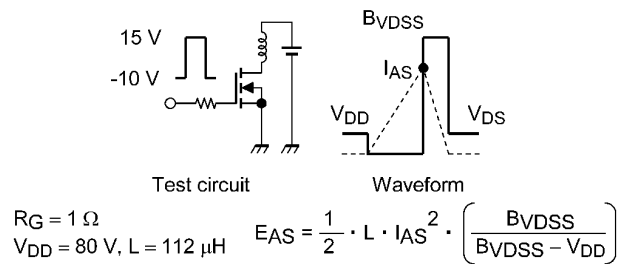 15 V
-10 V
BVDSS
IAS
VDD
VDS
Test circuit
Waveform
RG = 1 Ω
VDD = 80 V, L = 112 μH
EAS = 1/2 · L · IAS² · (BVDSS / (BVDSS − VDD))